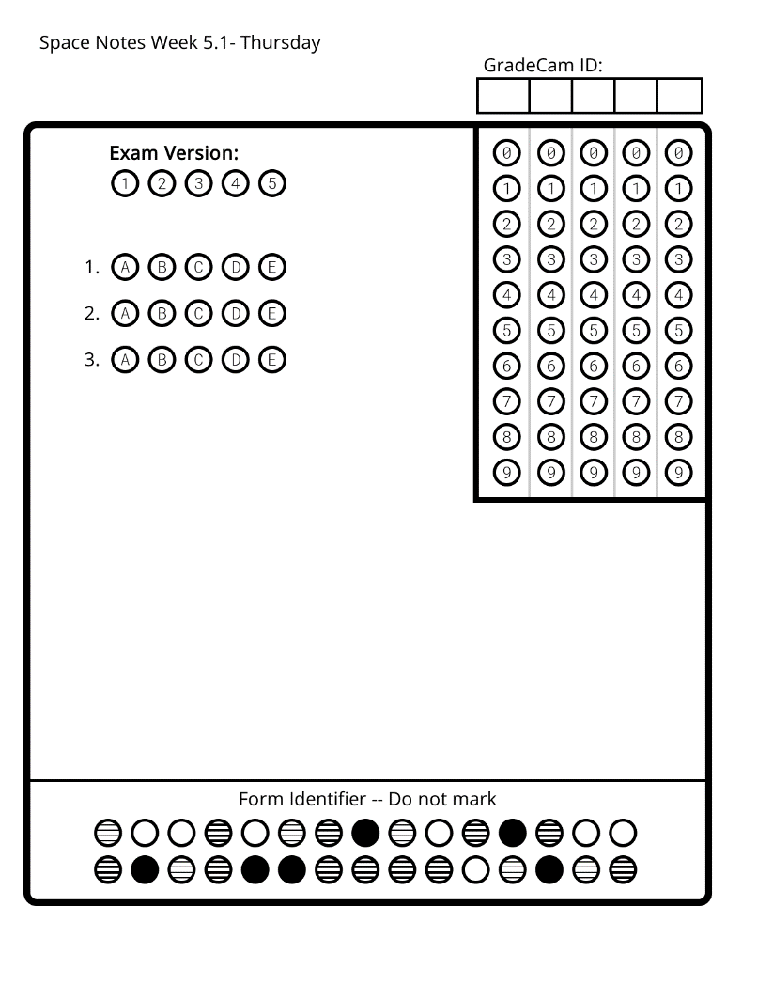 Space Notes Week 5.1- Thursday
GradeCam ID:
Exam Version:
1 2 3 4 5
1. A B C D E
2. A B C D E
3. A B C D E
0 0 0 0 0
1 1 1 1 1
2 2 2 2 2
3 3 3 3 3
4 4 4 4 4
5 5 5 5 5
6 6 6 6 6
7 7 7 7 7
8 8 8 8 8
9 9 9 9 9
Form Identifier -- Do not mark